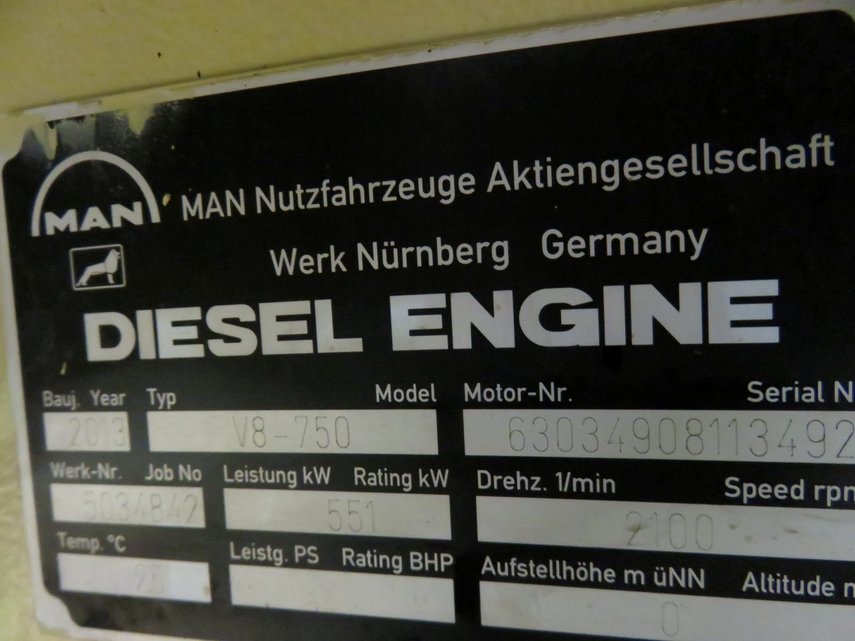 MAN MAN Nutzfahrzeuge Aktiengesellschaft
Werk Nürnberg Germany
DIESEL ENGINE
Bauj. Year Typ Model Motor-Nr. Serial N
2013 V8-750 63034908113492
Werk-Nr. Job No Leistung kW Rating kW Drehz. 1/min Speed rpm
5034842 551 2100
Temp. °C Leistg. PS Rating BHP Aufstellhöhe m üNN Altitude m
0